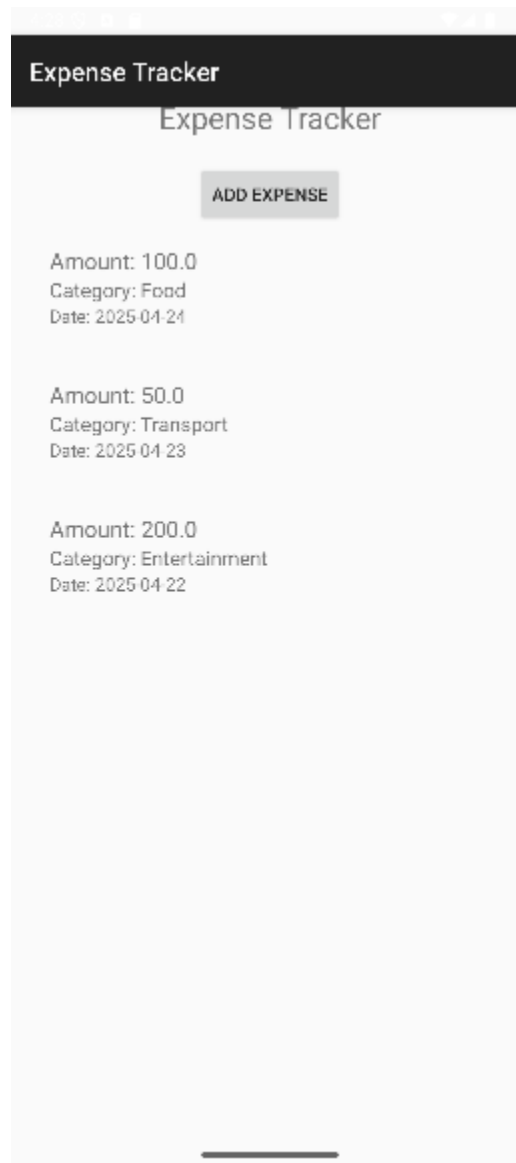 Expense Tracker
Expense Tracker
ADD EXPENSE
Amount: 100.0
Category: Food
Date: 2025-04-24
Amount: 50.0
Category: Transport
Date: 2025-04-23
Amount: 200.0
Category: Entertainment
Date: 2025-04-22